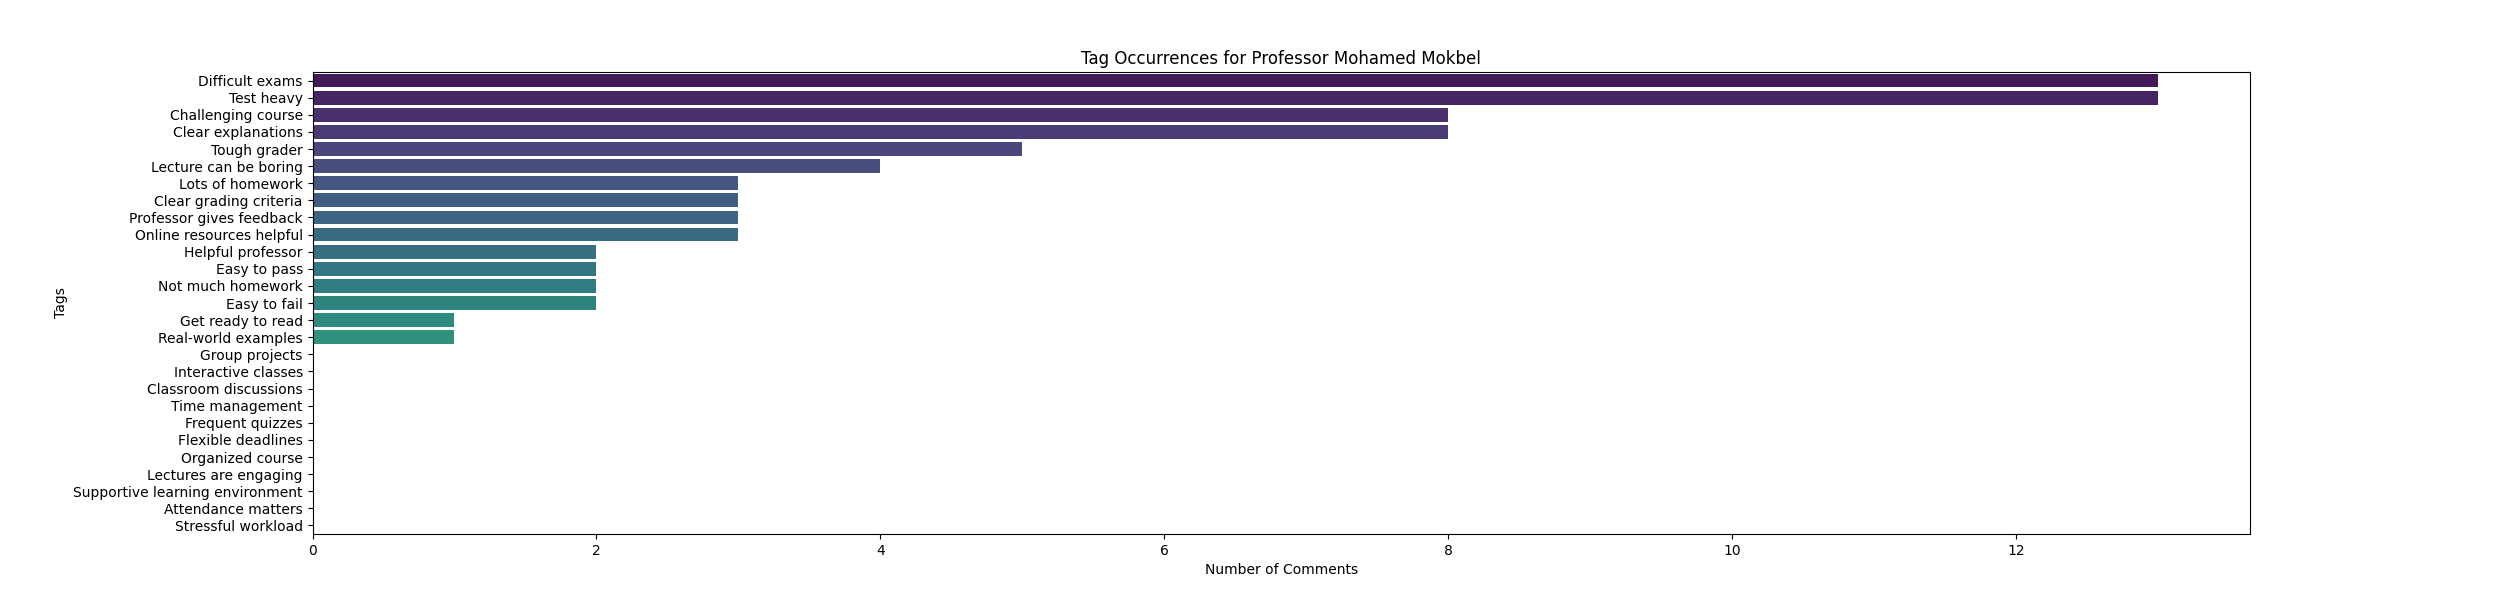 Tag Occurrences for Professor Mohamed Mokbel
Tags
Difficult exams
Test heavy
Challenging course
Clear explanations
Tough grader
Lecture can be boring
Lots of homework
Clear grading criteria
Professor gives feedback
Online resources helpful
Helpful professor
Easy to pass
Not much homework
Easy to fail
Get ready to read
Real-world examples
Group projects
Interactive classes
Classroom discussions
Time management
Frequent quizzes
Flexible deadlines
Organized course
Lectures are engaging
Supportive learning environment
Attendance matters
Stressful workload
0 2 4 6 8 10 12
Number of Comments